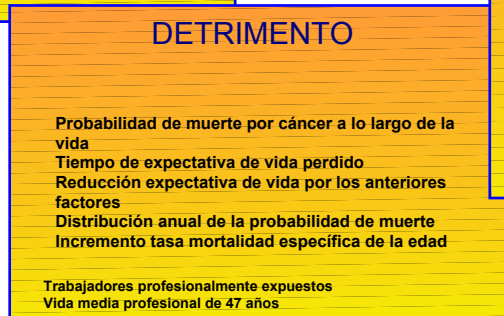 DETRIMENTO
Probabilidad de muerte por cáncer a lo largo de la
vida
Tiempo de expectativa de vida perdido
Reducción expectativa de vida por los anteriores
factores
Distribución anual de la probabilidad de muerte
Incremento tasa mortalidad específica de la edad
Trabajadores profesionalmente expuestos
Vida media profesional de 47 años